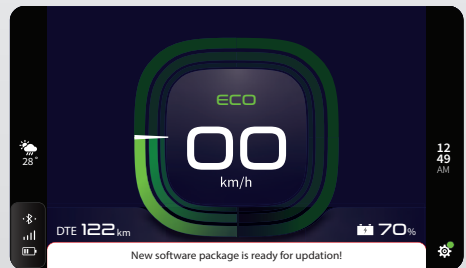 ECO
00
km/h
28°
12
49
AM
DTE 122 km
70%
New software package is ready for updation!